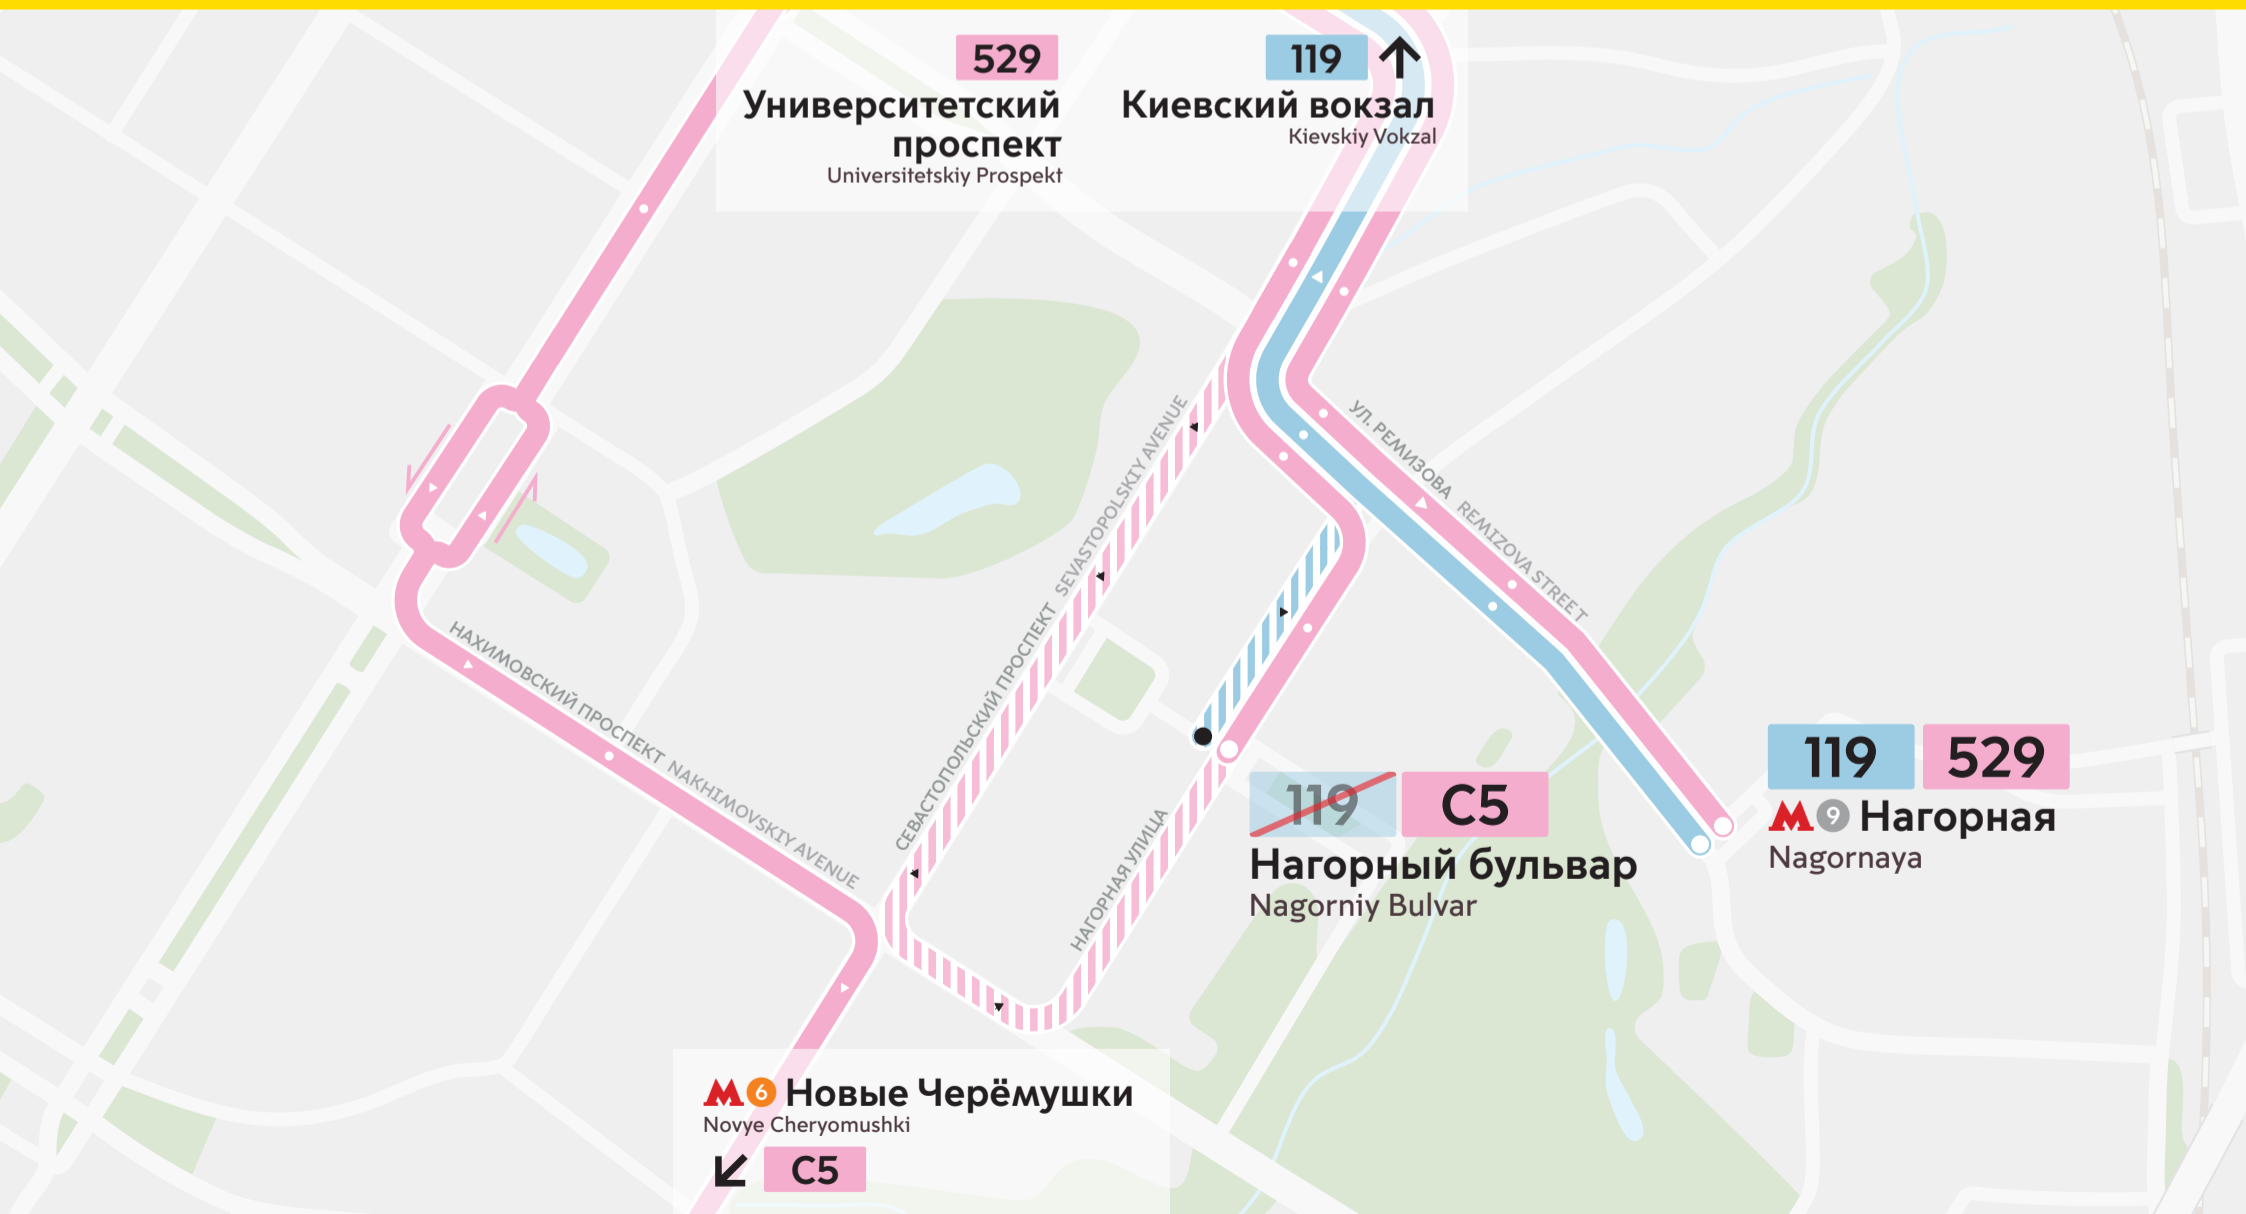 529
Университетский
проспект
Universitetskiy Prospekt
119
Киевский вокзал
Kievskiy Vokzal
УЛ. РЕМИЗОВА REMIZOVA STREET
СЕВАСТОПОЛЬСКИЙ ПРОСПЕКТ SEVASTOPOLSKIY AVENUE
НАХИМОВСКИЙ ПРОСПЕКТ NAKHIMOVSKIY AVENUE
НАГОРНАЯ УЛИЦА
119 529
М 9 Нагорная
Nagornaya
119 С5
Нагорный бульвар
Nagorniy Bulvar
М 6 Новые Черёмушки
Novye Cheryomushki
С5